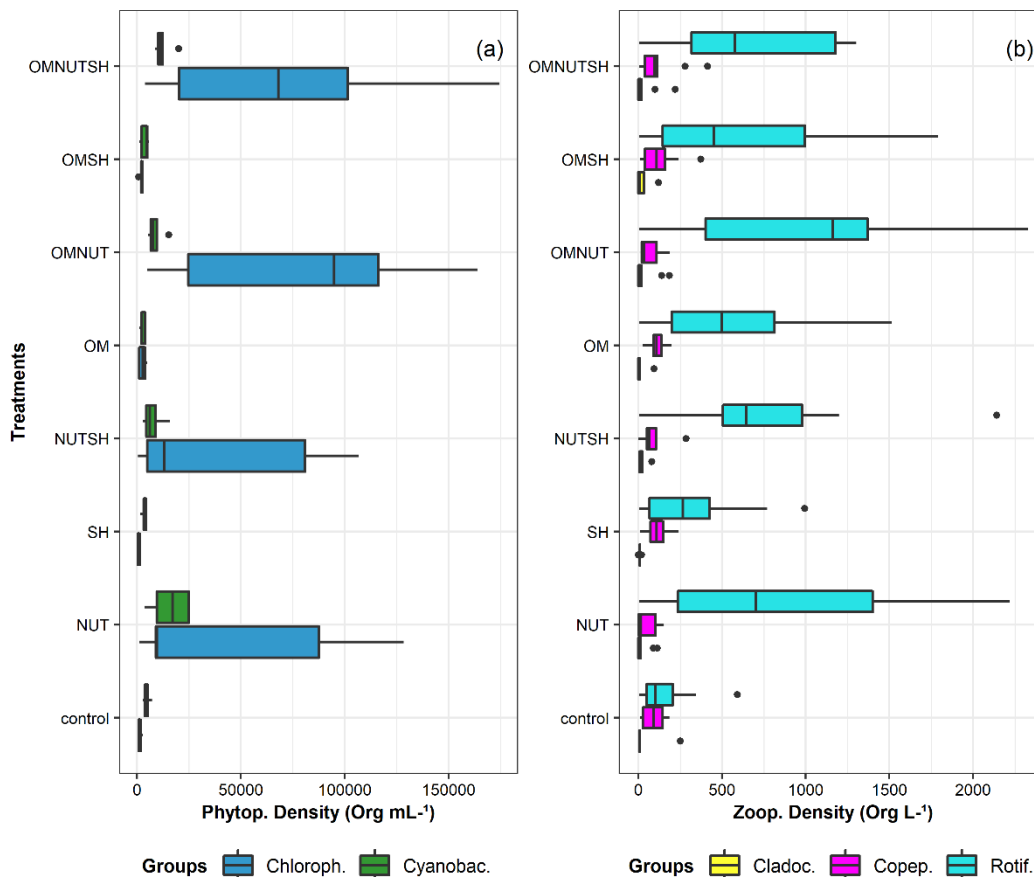 Treatments
(a)
OMNUTSH
OMSH
OMNUT
OM
NUTSH
SH
NUT
control
0 50000 100000 150000
Phytop. Density (Org mL-¹)
Groups Chloroph. Cyanobac.
(b)
OMNUTSH
OMSH
OMNUT
OM
NUTSH
SH
NUT
control
0 500 1000 1500 2000
Zoop. Density (Org L-¹)
Groups Cladoc. Copep. Rotif.